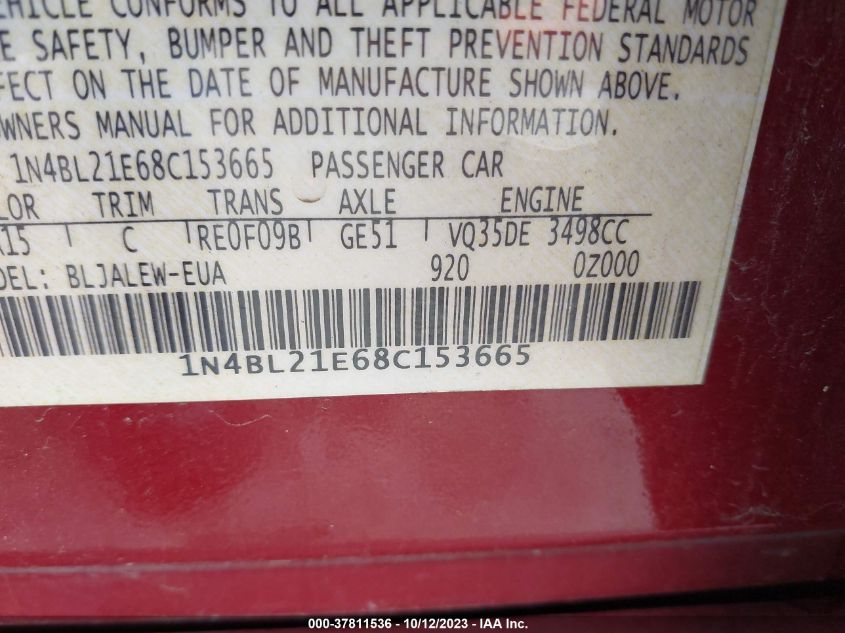 VEHICLE CONFORMS TO ALL APPLICABLE FEDERAL MOTOR
E SAFETY, BUMPER AND THEFT PREVENTION STANDARDS
FECT ON THE DATE OF MANUFACTURE SHOWN ABOVE.
WNERS MANUAL FOR ADDITIONAL INFORMATION.
1N4BL21E68C153665 PASSENGER CAR
LOR TRIM TRANS AXLE ENGINE
A15 C RE0F09B GE51 VQ35DE 3498CC
DEL: BLJALEW-EUA 920 0Z000
1N4BL21E68C153665
000-37811536 - 10/12/2023 - IAA Inc.